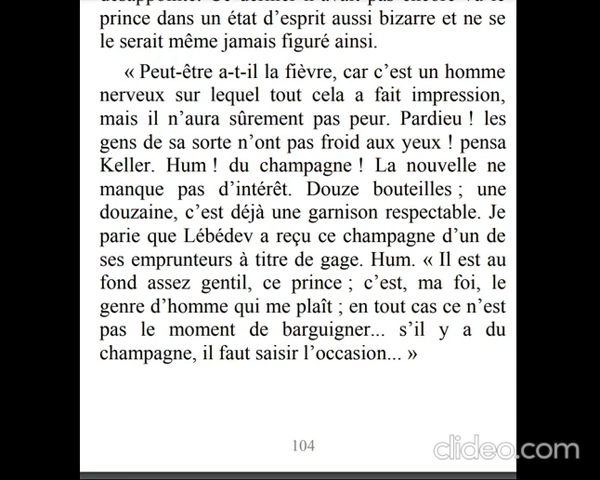 prince dans un état d'esprit aussi bizarre et ne se
le serait même jamais figuré ainsi.
« Peut-être a-t-il la fièvre, car c'est un homme
nerveux sur lequel tout cela a fait impression,
mais il n'aura sûrement pas peur. Pardieu ! les
gens de sa sorte n'ont pas froid aux yeux ! pensa
Keller. Hum ! du champagne ! La nouvelle ne
manque pas d'intérêt. Douze bouteilles ; une
douzaine, c'est déjà une garnison respectable. Je
parie que Lébédev a reçu ce champagne d'un de
ses emprunteurs à titre de gage. Hum. « Il est au
fond assez gentil, ce prince ; c'est, ma foi, le
genre d'homme qui me plaît ; en tout cas ce n'est
pas le moment de barguigner... s'il y a du
champagne, il faut saisir l'occasion... »
104
clideo.com